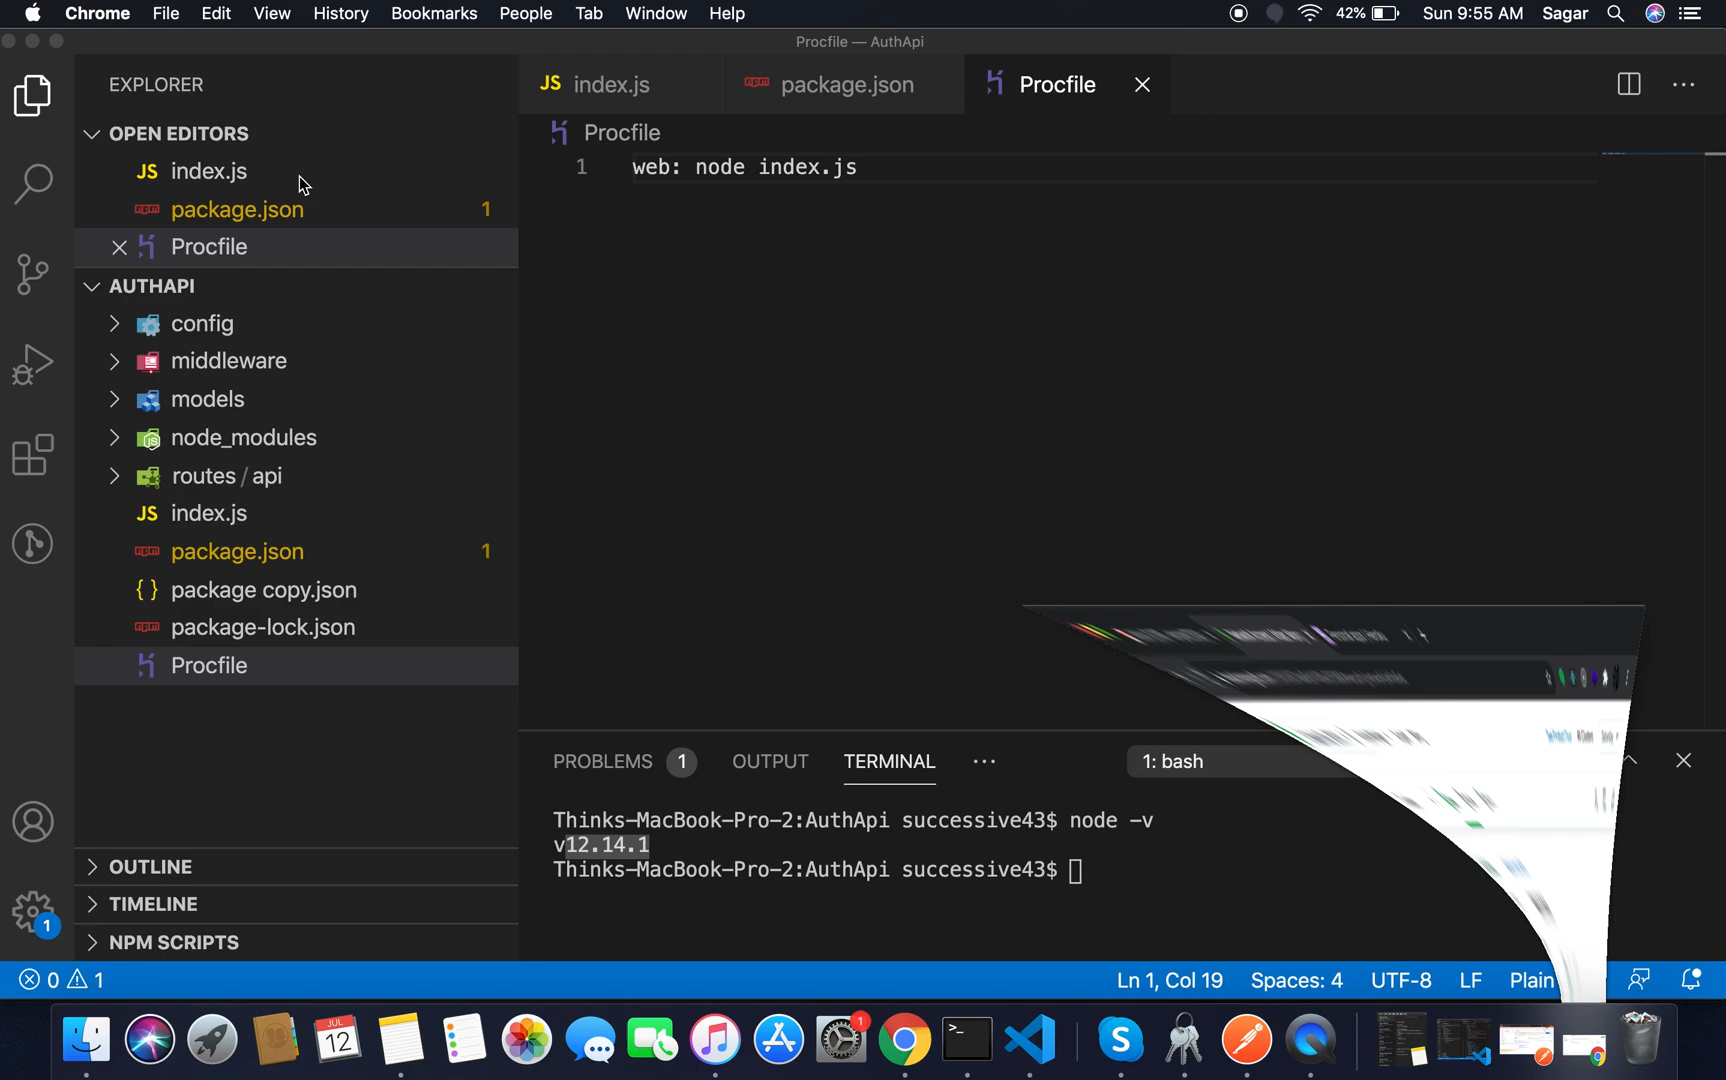 Chrome File Edit View History Bookmarks People Tab Window Help 42% Sun 9:55 AM Sagar
Procfile — AuthApi
EXPLORER
OPEN EDITORS
JS index.js
package.json 1
Procfile
AUTHAPI
config
middleware
models
node_modules
routes / api
JS index.js
package.json 1
{ } package copy.json
package-lock.json
Procfile
OUTLINE
TIMELINE
NPM SCRIPTS
JS index.js package.json Procfile
Procfile
1 web: node index.js
PROBLEMS 1 OUTPUT TERMINAL ... 1: bash
Thinks-MacBook-Pro-2:AuthApi successive43$ node -v
v12.14.1
Thinks-MacBook-Pro-2:AuthApi successive43$
1
0 1 Ln 1, Col 19 Spaces: 4 UTF-8 LF Plain
JUL
12
1